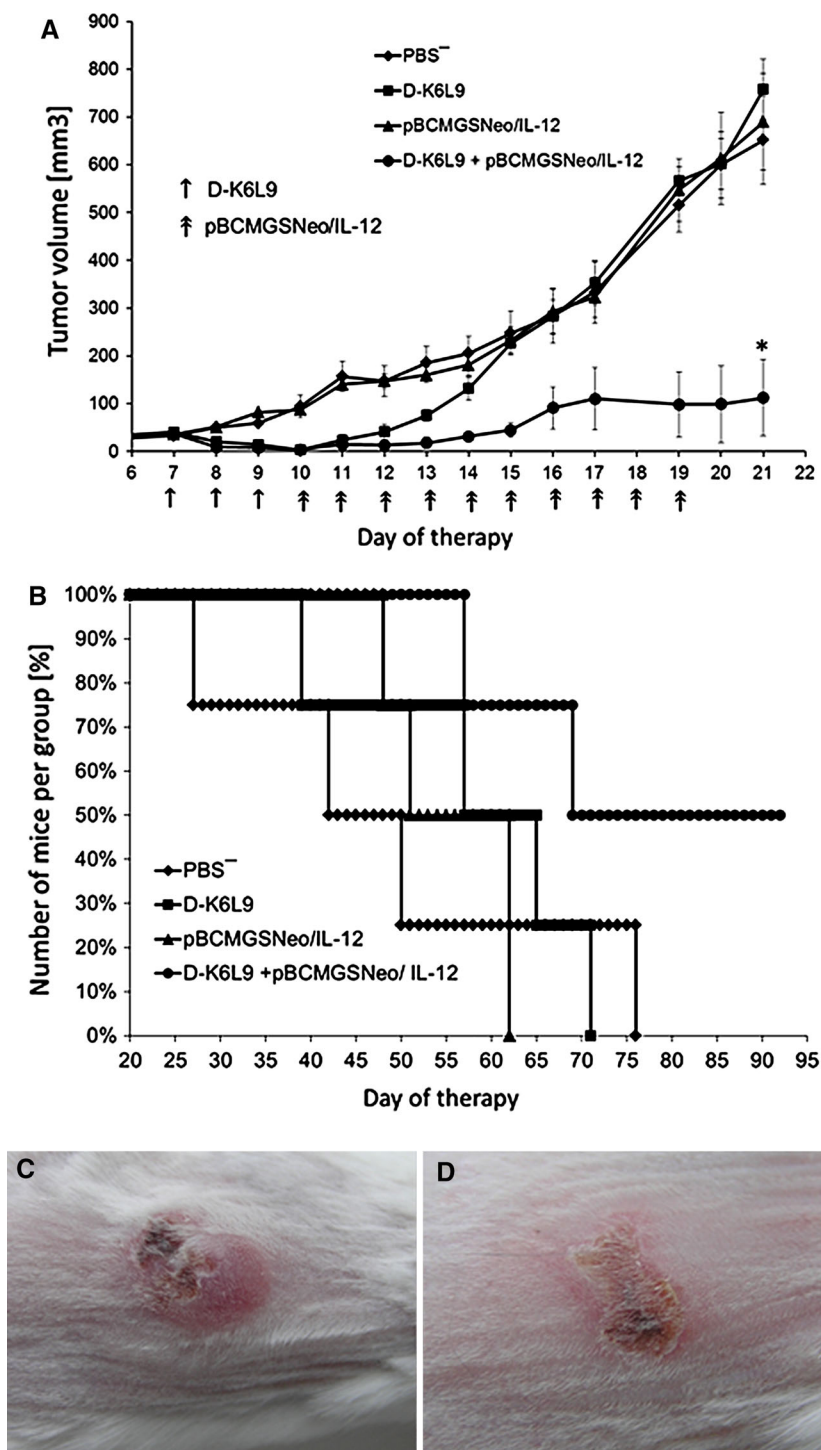 A
Tumor volume [mm3]
900
800
700
600
500
400
300
200
100
0
PBS⁻
D-K6L9
pBCMGSNeo/IL-12
D-K6L9 + pBCMGSNeo/IL-12
↑ D-K6L9
↟ pBCMGSNeo/IL-12
*
6 7 8 9 10 11 12 13 14 15 16 17 18 19 20 21 22
Day of therapy
B
Number of mice per group [%]
100%
90%
80%
70%
60%
50%
40%
30%
20%
10%
0%
PBS⁻
D-K6L9
pBCMGSNeo/IL-12
D-K6L9 +pBCMGSNeo/ IL-12
20 25 30 35 40 45 50 55 60 65 70 75 80 85 90 95
Day of therapy
C
D